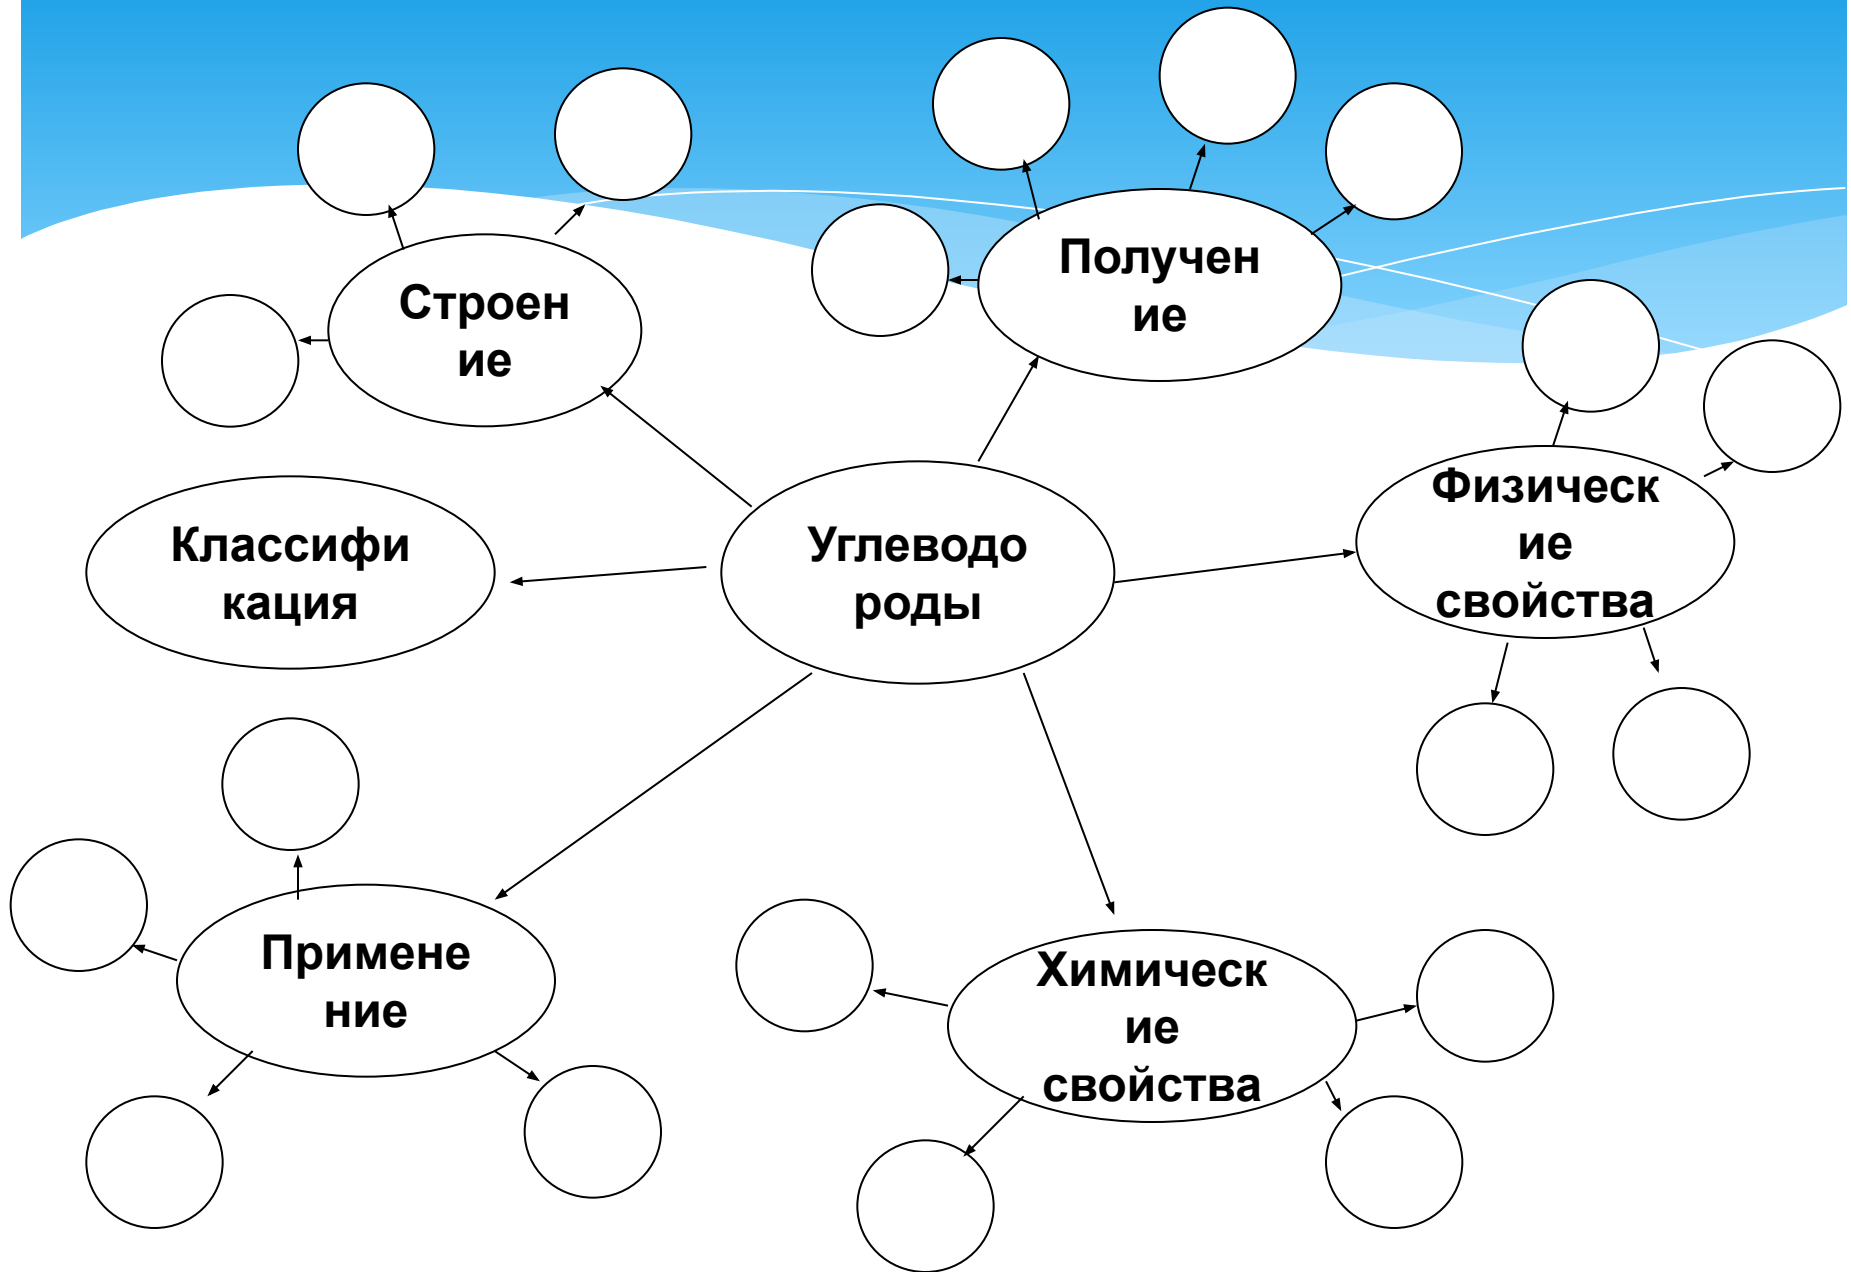 Получен
ие
Строен
ие
Физическ
ие
свойства
Классифи
кация
Углеводо
роды
Примене
ние
Химическ
ие
свойства